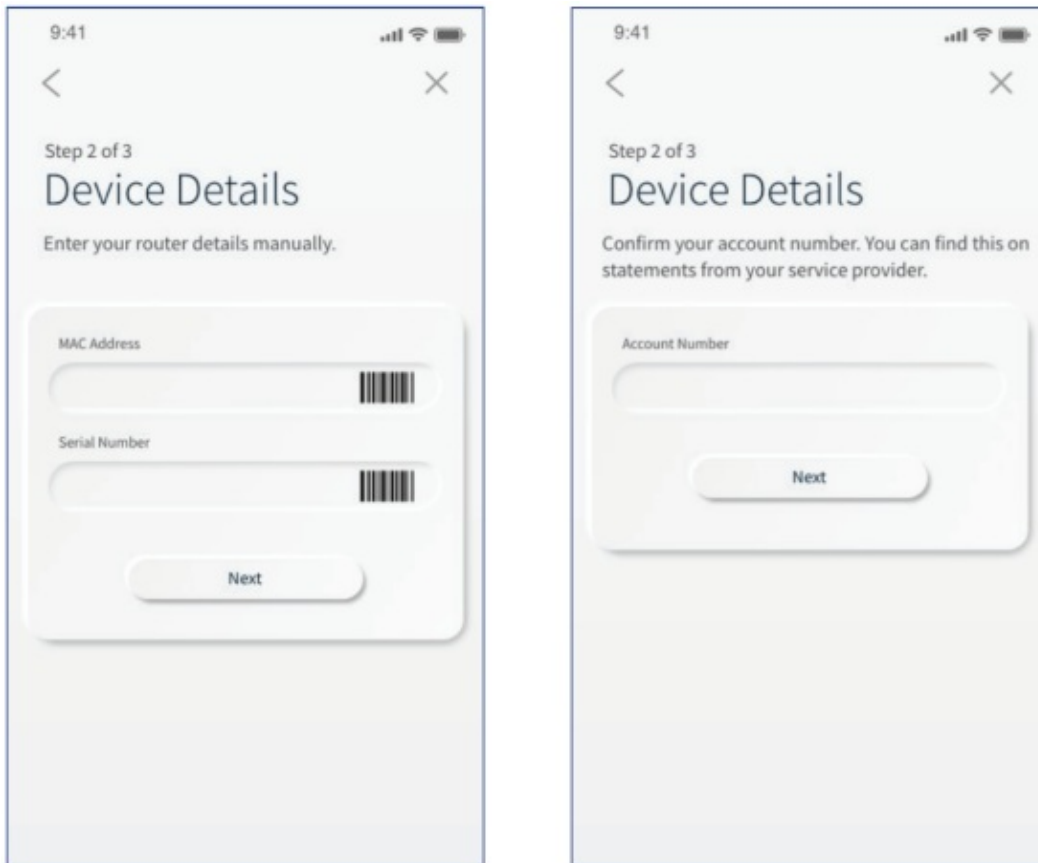 9:41
Step 2 of 3
Device Details
Enter your router details manually.
MAC Address
Serial Number
Next
9:41
Step 2 of 3
Device Details
Confirm your account number. You can find this on
statements from your service provider.
Account Number
Next